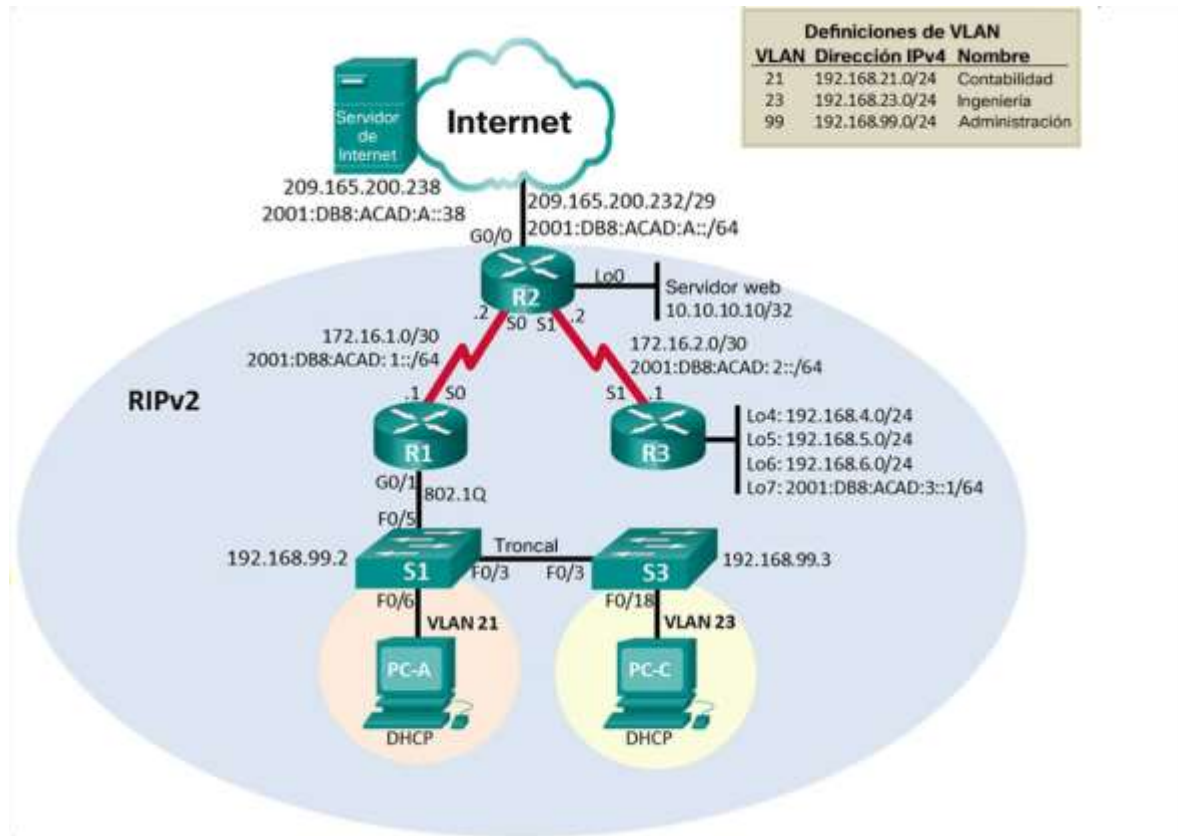 Definiciones de VLAN
VLAN Dirección IPv4 Nombre
21 192.168.21.0/24 Contabilidad
23 192.168.23.0/24 Ingeniería
99 192.168.99.0/24 Administración
Servidor
de
Internet
Internet
209.165.200.238
2001:DB8:ACAD:A::38
209.165.200.232/29
2001:DB8:ACAD:A::/64
G0/0
R2
Lo0
Servidor web
10.10.10.10/32
.2
S0
S1
.2
172.16.1.0/30
2001:DB8:ACAD: 1::/64
172.16.2.0/30
2001:DB8:ACAD: 2::/64
RIPv2
.1
S0
S1
.1
R1
R3
Lo4: 192.168.4.0/24
Lo5: 192.168.5.0/24
Lo6: 192.168.6.0/24
Lo7: 2001:DB8:ACAD:3::1/64
G0/1
802.1Q
F0/5
192.168.99.2
S1
Troncal
F0/3
F0/3
S3
192.168.99.3
F0/6
F0/18
VLAN 21
VLAN 23
PC-A
PC-C
DHCP
DHCP